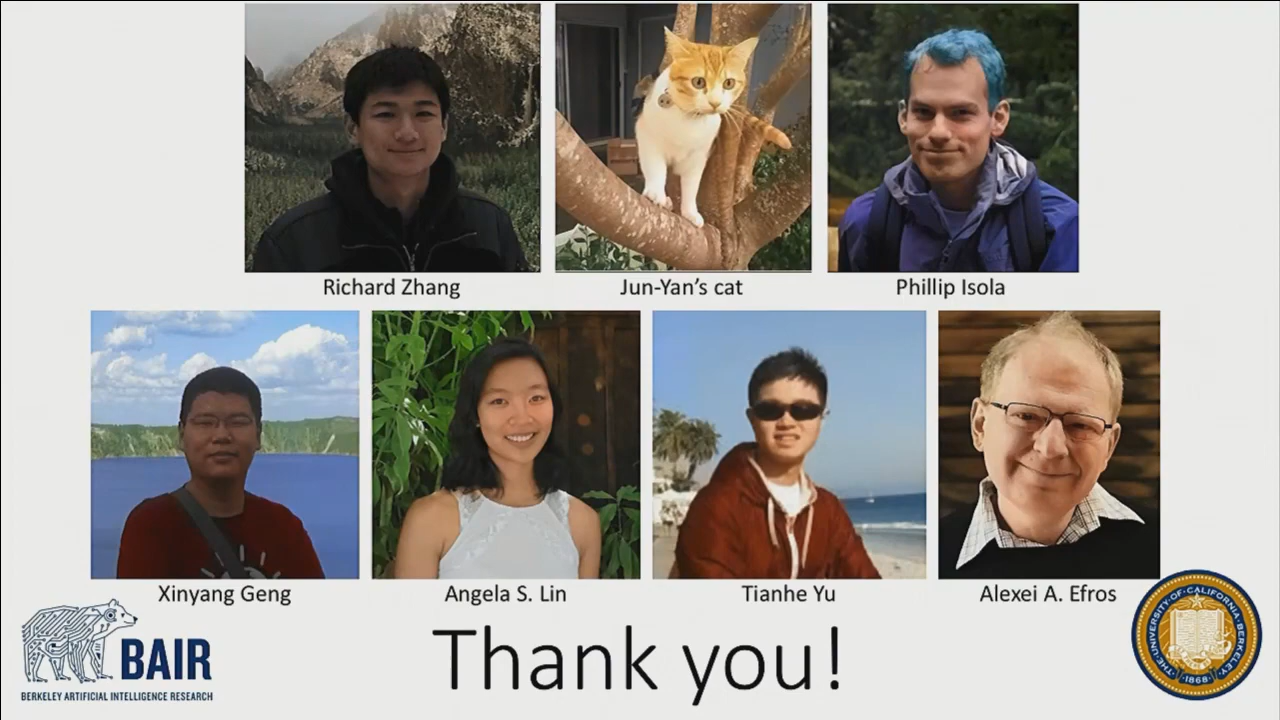 Richard Zhang
Jun-Yan’s cat
Phillip Isola
Xinyang Geng
Angela S. Lin
Tianhe Yu
Alexei A. Efros
BAIR
BERKELEY ARTIFICIAL INTELLIGENCE RESEARCH
Thank you!
·THE·UNIVERSITY·OF·CALIFORNIA·BERKELEY·
1868